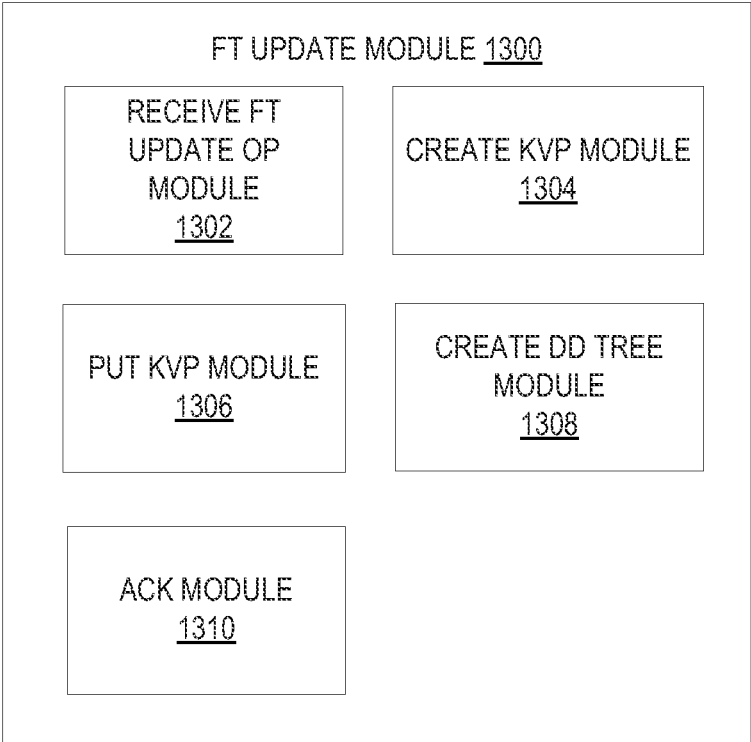 FT UPDATE MODULE 1300
RECEIVE FT
UPDATE OP
MODULE
1302
CREATE KVP MODULE
1304
PUT KVP MODULE
1306
CREATE DD TREE
MODULE
1308
ACK MODULE
1310